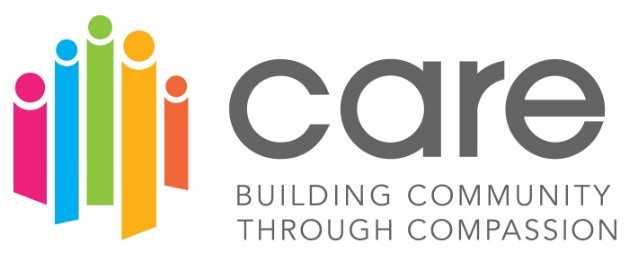 care
BUILDING COMMUNITY
THROUGH COMPASSION